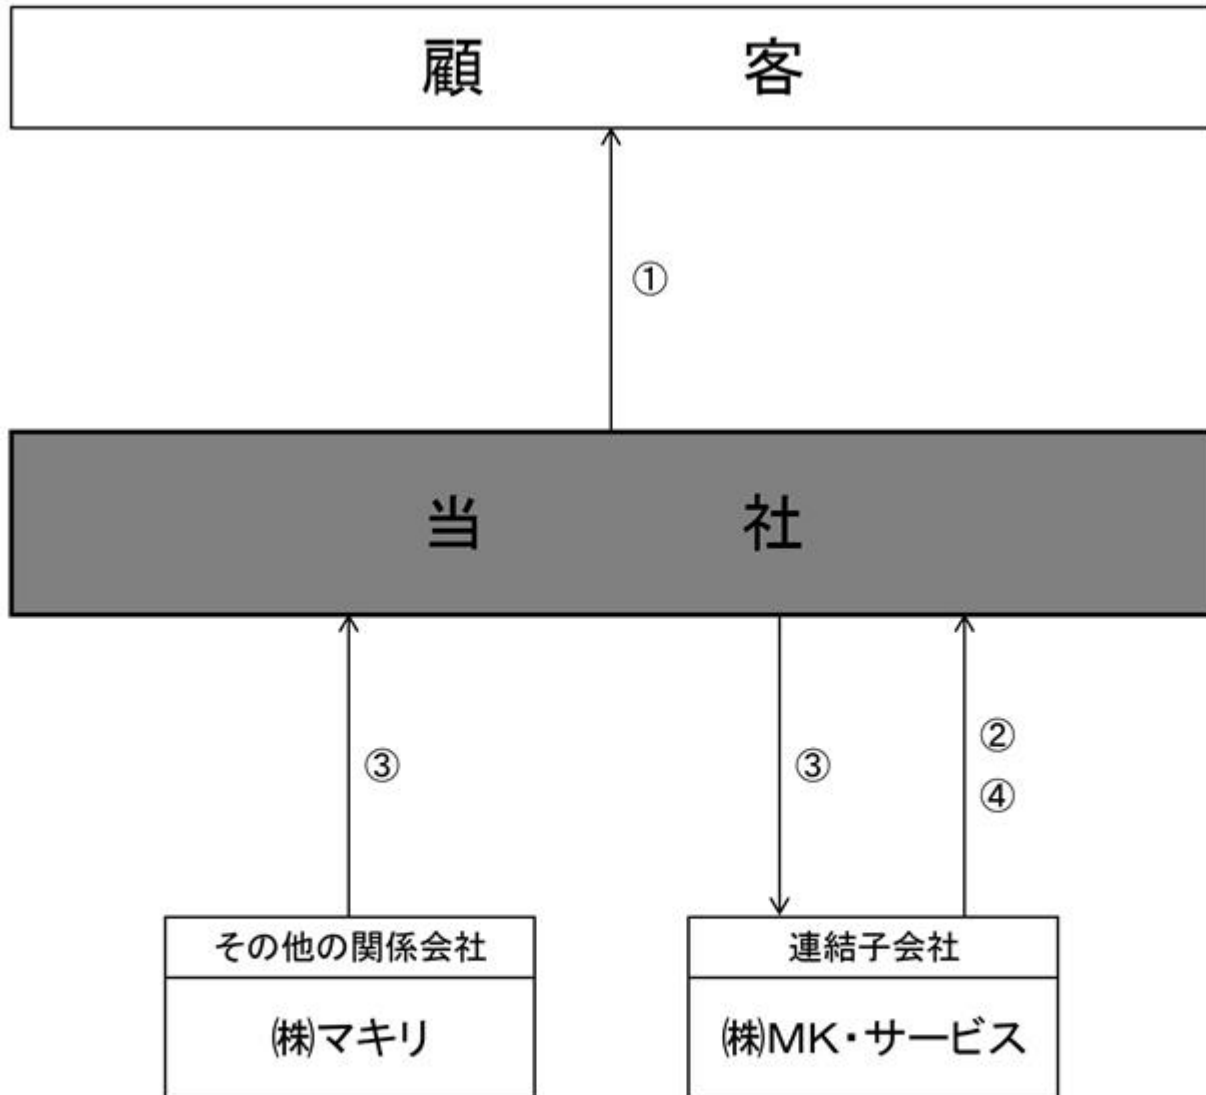 顧客
①
当社
③
③
②
④
その他の関係会社
㈱マキリ
連結子会社
㈱MK・サービス